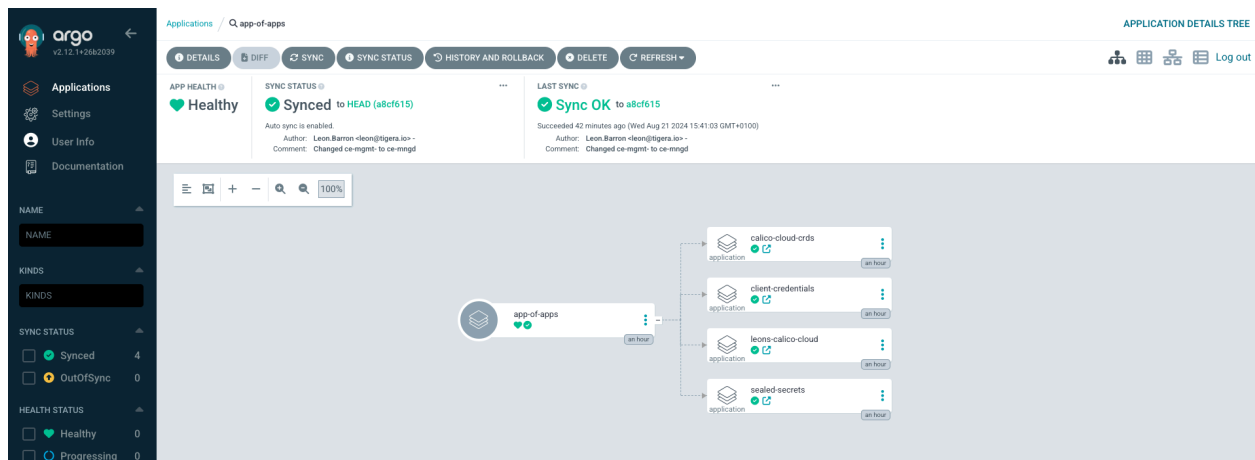 argo
v2.12.1+26b2039
Applications
Settings
User Info
Documentation
NAME
NAME
KINDS
KINDS
SYNC STATUS
Synced 4
OutOfSync 0
HEALTH STATUS
Healthy 0
Progressing 0
Applications / app-of-apps
APPLICATION DETAILS TREE
DETAILS
DIFF
SYNC
SYNC STATUS
HISTORY AND ROLLBACK
DELETE
REFRESH
Log out
APP HEALTH
Healthy
SYNC STATUS
Synced to HEAD (a8cf615)
Auto sync is enabled.
Author: Leon.Barron <leon@tigera.io> -
Comment: Changed ce-mgmt- to ce-mngd
LAST SYNC
Sync OK to a8cf615
Succeeded 42 minutes ago (Wed Aug 21 2024 15:41:03 GMT+0100)
Author: Leon.Barron <leon@tigera.io> -
Comment: Changed ce-mgmt- to ce-mngd
100%
app-of-apps
an hour
calico-cloud-crds
application
an hour
client-credentials
application
an hour
leons-calico-cloud
application
an hour
sealed-secrets
application
an hour